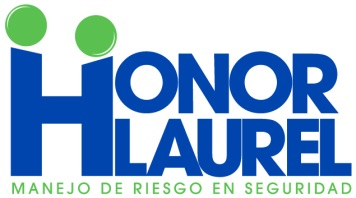 HONOR
LAUREL
MANEJO DE RIESGO EN SEGURIDAD